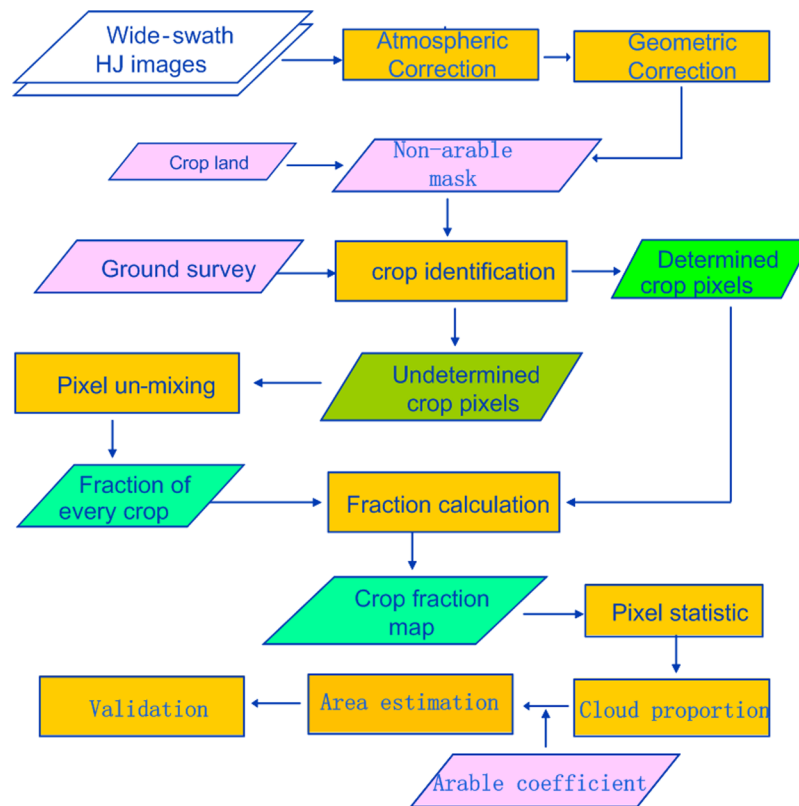 Wide-swath
HJ images
Atmospheric
Correction
Geometric
Correction
Crop land
Non-arable
mask
Ground survey
crop identification
Determined
crop pixels
Pixel un-mixing
Undetermined
crop pixels
Fraction of
every crop
Fraction calculation
Crop fraction
map
Pixel statistic
Validation
Area estimation
Cloud proportion
Arable coefficient